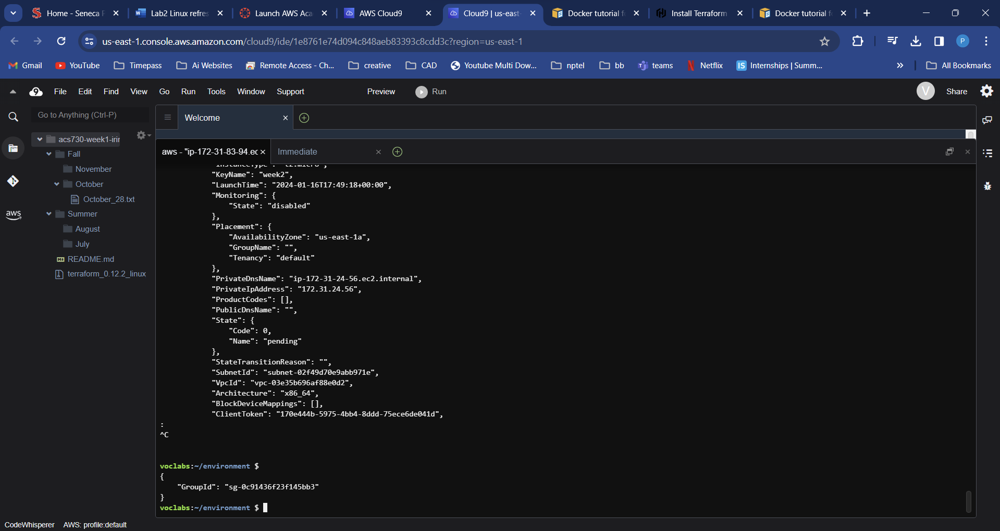 Home - Seneca P
Lab2 Linux refres
Launch AWS Aca
AWS Cloud9
Cloud9 | us-east-
Docker tutorial f
Install Terraform
Docker tutorial f
us-east-1.console.aws.amazon.com/cloud9/ide/1e8761e74d094c848aeb83393c8cdd3c?region=us-east-1
P
Gmail
YouTube
Timepass
Ai Websites
Remote Access - Ch...
creative
CAD
Youtube Multi Dow...
nptel
bb
teams
Netflix
IS
Internships | Summ...
»
All Bookmarks
9
File
Edit
Find
View
Go
Run
Tools
Window
Support
Preview
Run
V
Share
Go to Anything (Ctrl-P)
Welcome
acs730-week1-irir
Fall
November
October
October_28.txt
Summer
August
July
README.md
terraform_0.12.2_linux
aws
aws - "ip-172-31-83-94.ec
Immediate
"InstanceType": "t2.micro",
"KeyName": "week2",
"LaunchTime": "2024-01-16T17:49:18+00:00",
"Monitoring": {
"State": "disabled"
},
"Placement": {
"AvailabilityZone": "us-east-1a",
"GroupName": "",
"Tenancy": "default"
},
"PrivateDnsName": "ip-172-31-24-56.ec2.internal",
"PrivateIpAddress": "172.31.24.56",
"ProductCodes": [],
"PublicDnsName": "",
"State": {
"Code": 0,
"Name": "pending"
},
"StateTransitionReason": "",
"SubnetId": "subnet-02f49d70e9abb971e",
"VpcId": "vpc-03e35b696af88e0d2",
"Architecture": "x86_64",
"BlockDeviceMappings": [],
"ClientToken": "170e444b-5975-4bb4-8ddd-75ece6de041d",
:
^C
voclabs:~/environment $
{
"GroupId": "sg-0c91436f23f145bb3"
}
voclabs:~/environment $
CodeWhisperer
AWS: profile:default